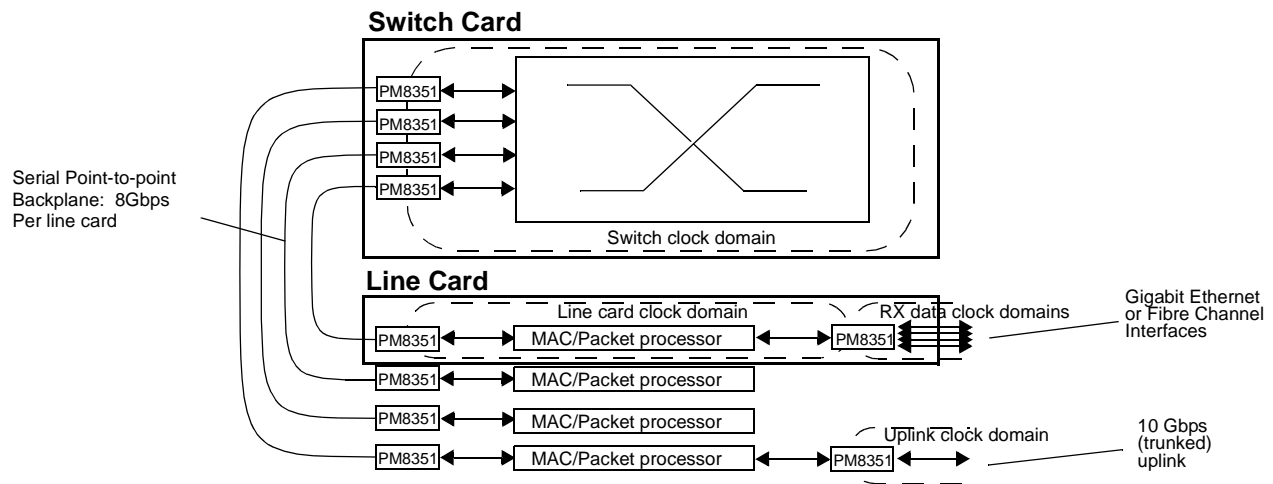 Switch Card
PM8351
PM8351
PM8351
PM8351
Serial Point-to-point
Backplane: 8Gbps
Per line card
Switch clock domain
Line Card
Line card clock domain
RX data clock domains
Gigabit Ethernet
or Fibre Channel
Interfaces
PM8351
MAC/Packet processor
PM8351
PM8351
MAC/Packet processor
PM8351
MAC/Packet processor
Uplink clock domain
10 Gbps
(trunked)
uplink
PM8351
MAC/Packet processor
PM8351